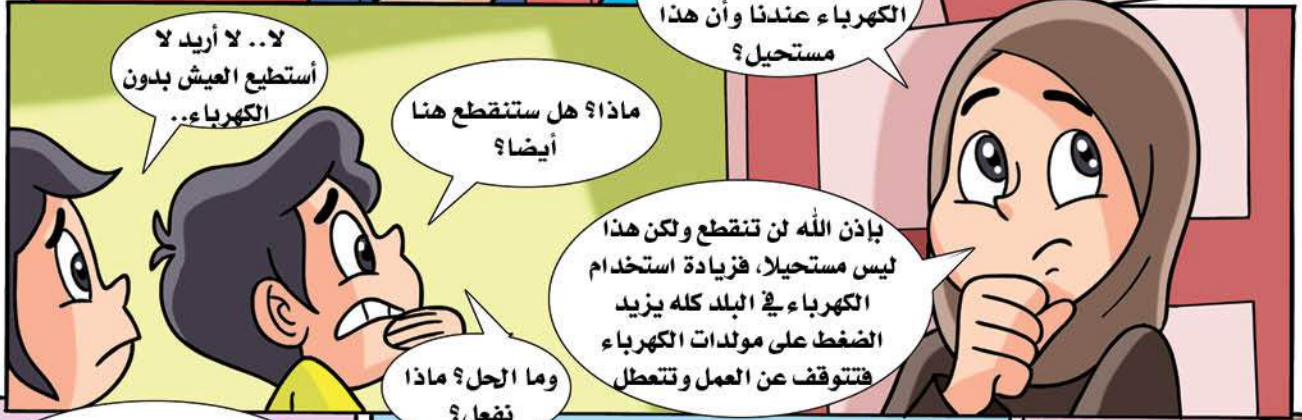 الكهرباء عندنا وأن هذا
مستحيل؟
ماذا؟ هل ستنقطع هنا
أيضا؟
لا.. لا أريد لا
أستطيع العيش بدون
الكهرباء..
بإذن الله لن تنقطع ولكن هذا
ليس مستحيلا، فزيادة استخدام
الكهرباء في البلد كله يزيد
الضغط على مولدات الكهرباء
فتتوقف عن العمل وتتعطل
وما الحل؟ ماذا
نفعل؟